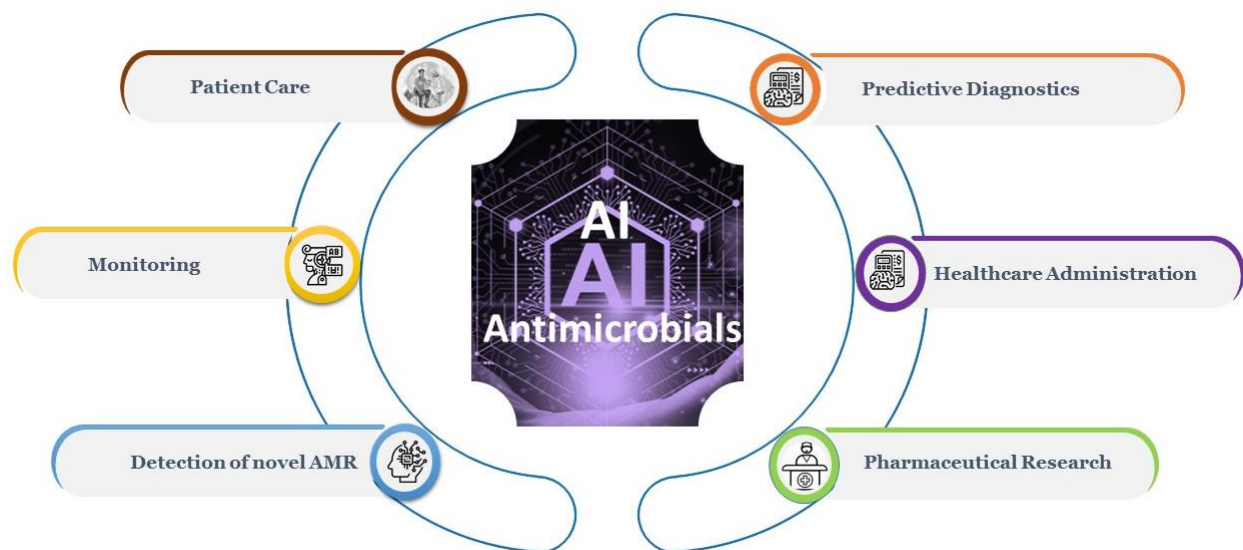 Patient Care
Predictive Diagnostics
AI
AI
Antimicrobials
Monitoring
Healthcare Administration
Detection of novel AMR
Pharmaceutical Research